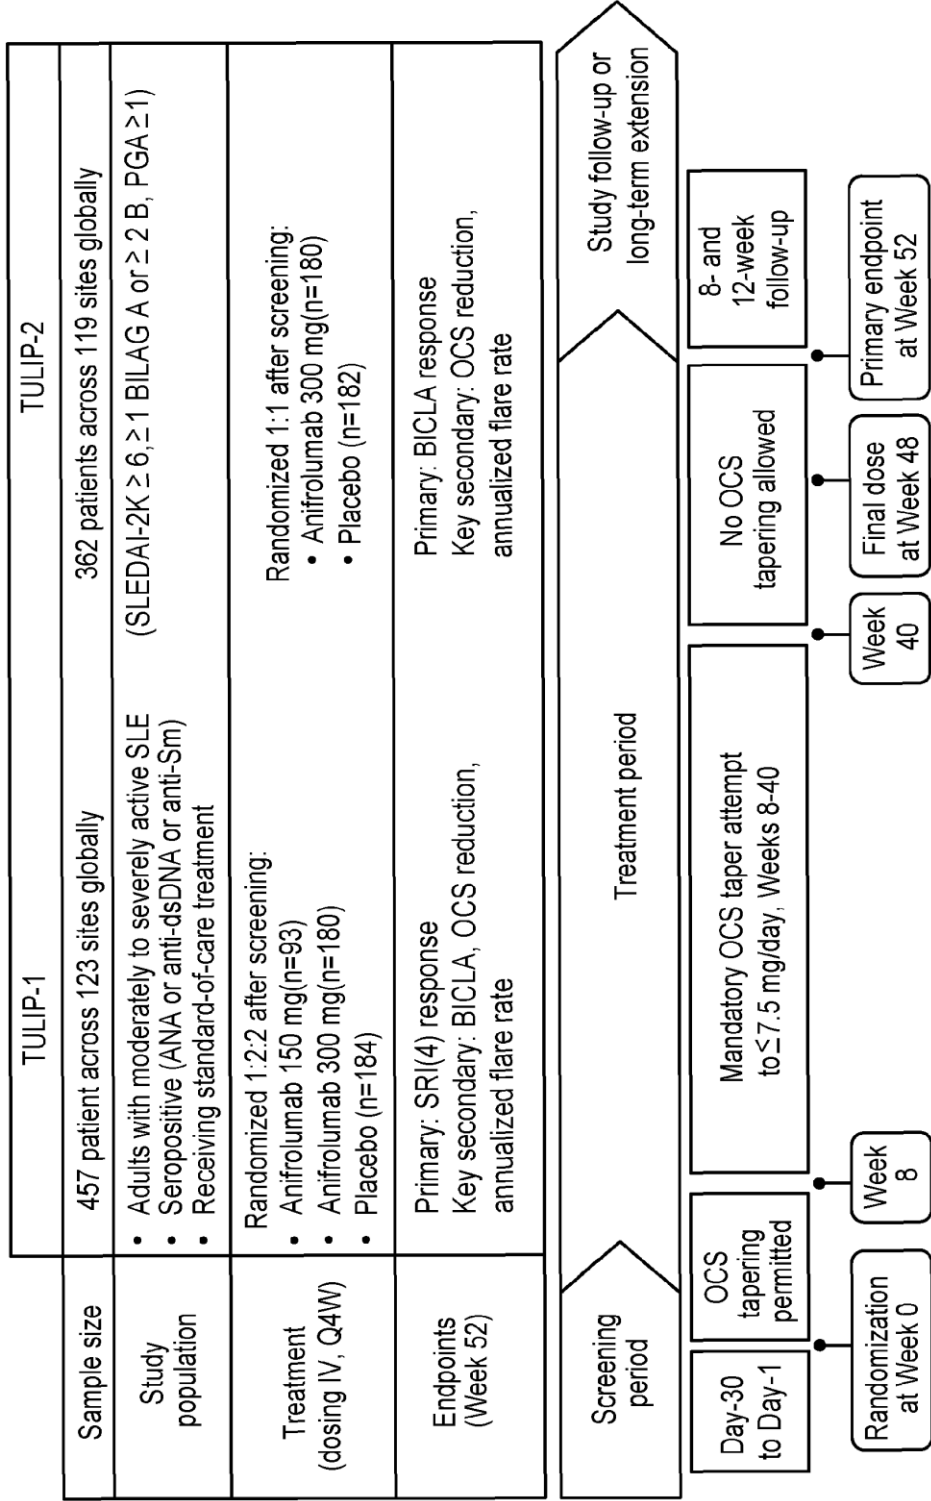 TULIP-1
TULIP-2
Sample size
457 patient across 123 sites globally
362 patients across 119 sites globally
Study
population
• Adults with moderately to severely active SLE
• Seropositive (ANA or anti-dsDNA or anti-Sm)
• Receiving standard-of-care treatment
(SLEDAI-2K ≥ 6, ≥ 1 BILAG A or ≥ 2 B, PGA ≥1)
Treatment
(dosing IV, Q4W)
Randomized 1:2:2 after screening:
• Anifrolumab 150 mg(n=93)
• Anifrolumab 300 mg(n=180)
• Placebo (n=184)
Randomized 1:1 after screening:
• Anifrolumab 300 mg(n=180)
• Placebo (n=182)
Endpoints
(Week 52)
Primary: SRI(4) response
Key secondary: BICLA, OCS reduction,
annualized flare rate
Primary: BICLA response
Key secondary: OCS reduction,
annualized flare rate
Screening
period
Treatment period
Study follow-up or
long-term extension
Day-30
to Day-1
OCS
tapering
permitted
Mandatory OCS taper attempt
to ≤ 7.5 mg/day, Weeks 8-40
No OCS
tapering allowed
8- and
12-week
follow-up
Randomization
at Week 0
Week
8
Week
40
Final dose
at Week 48
Primary endpoint
at Week 52